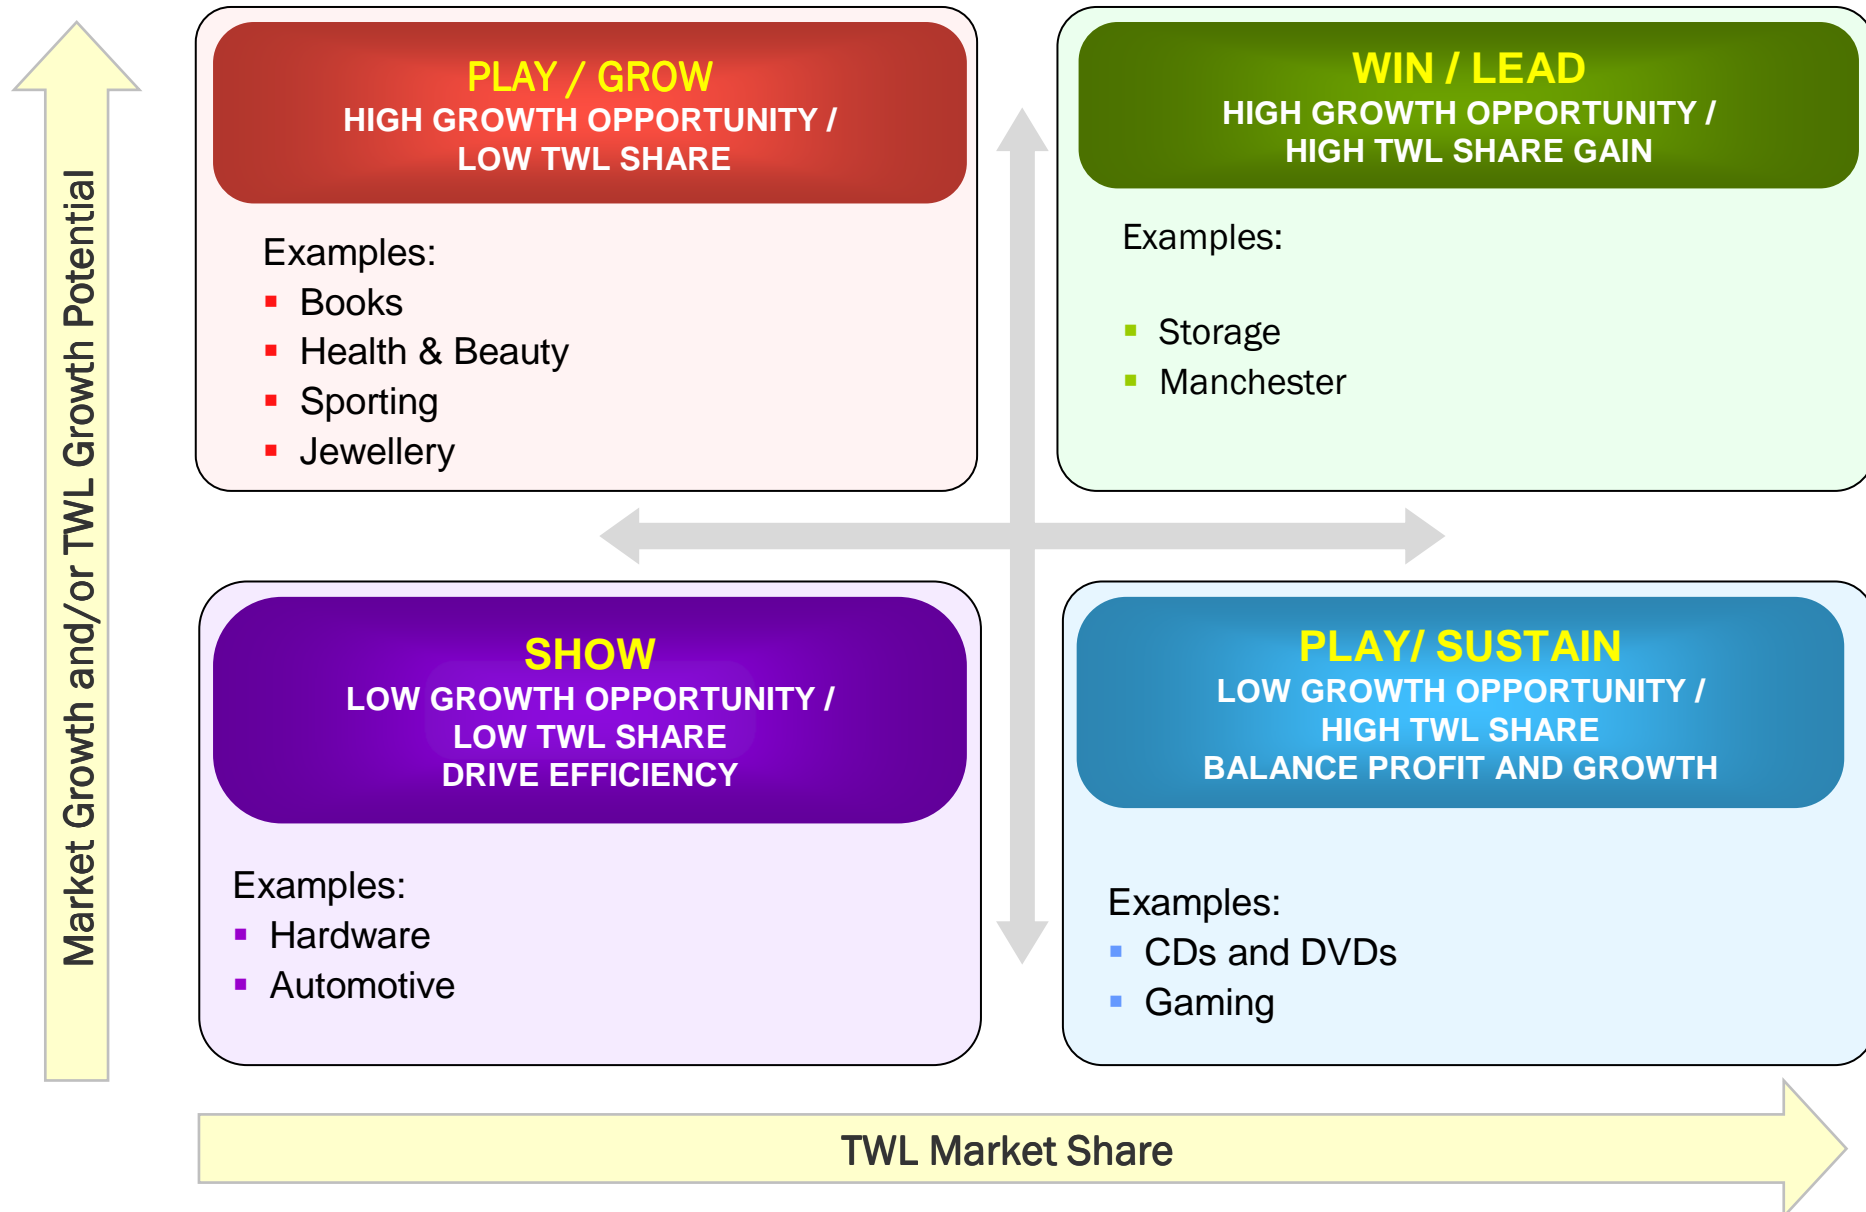 Market Growth and/or TWL Growth Potential
PLAY / GROW
HIGH GROWTH OPPORTUNITY /
LOW TWL SHARE
Examples:
▪ Books
▪ Health & Beauty
▪ Sporting
▪ Jewellery
WIN / LEAD
HIGH GROWTH OPPORTUNITY /
HIGH TWL SHARE GAIN
Examples:
▪ Storage
▪ Manchester
SHOW
LOW GROWTH OPPORTUNITY /
LOW TWL SHARE
DRIVE EFFICIENCY
Examples:
▪ Hardware
▪ Automotive
PLAY/ SUSTAIN
LOW GROWTH OPPORTUNITY /
HIGH TWL SHARE
BALANCE PROFIT AND GROWTH
Examples:
▪ CDs and DVDs
▪ Gaming
TWL Market Share